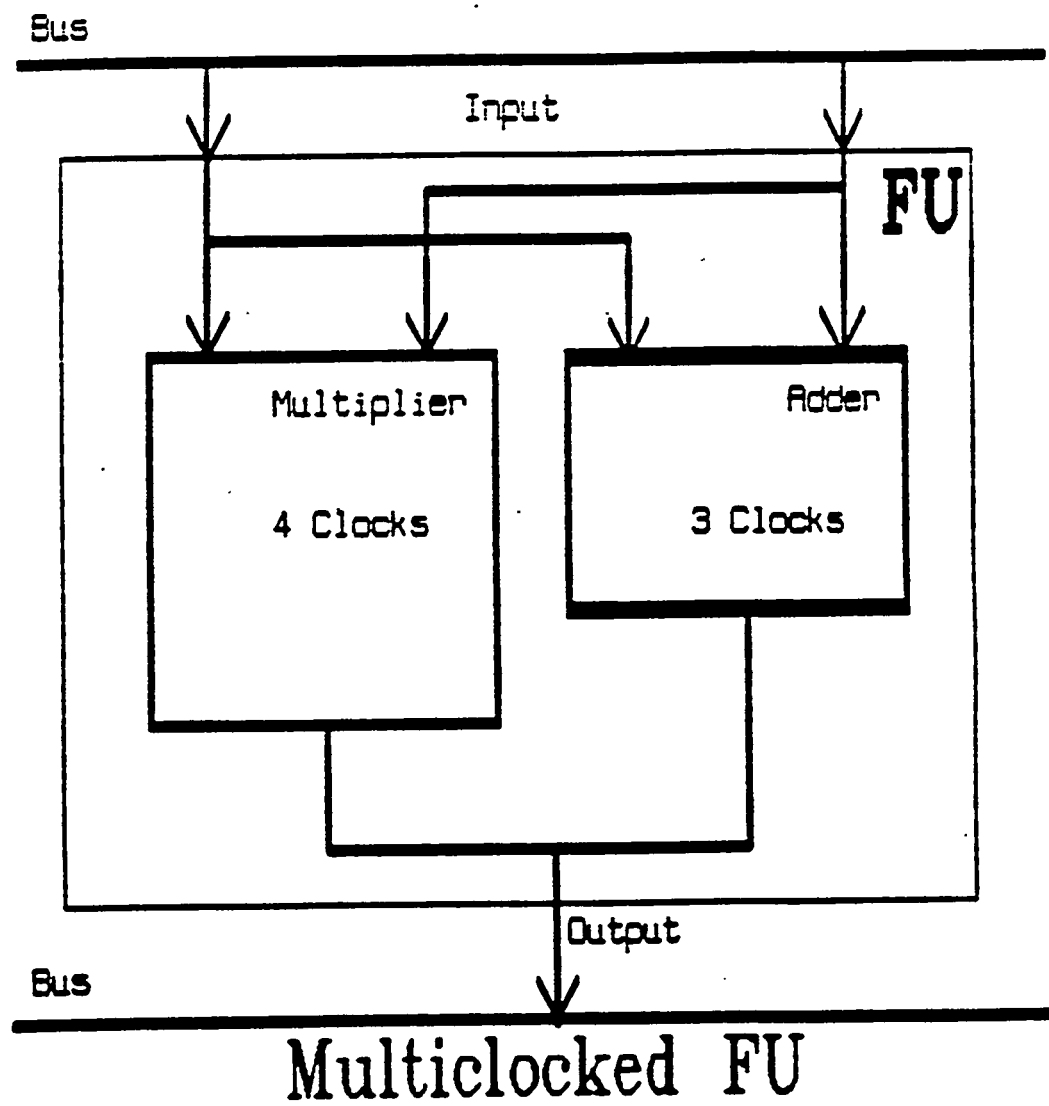 Bus
Input
FU
Multiplier
Adder
4 Clocks
3 Clocks
Output
Bus
Multiclocked FU